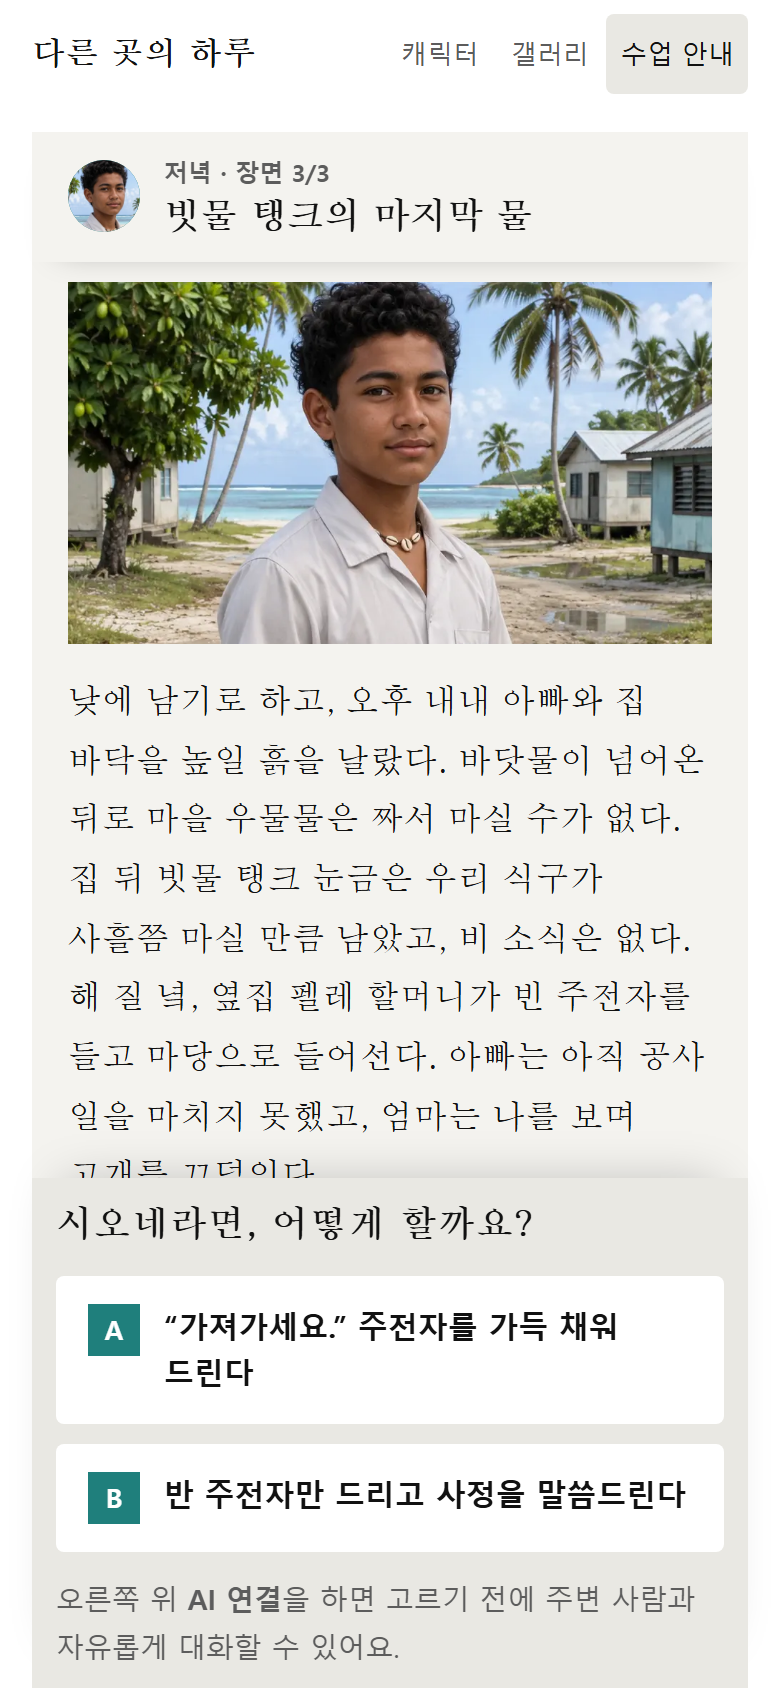 다른 곳의 하루
캐릭터
갤러리
수업 안내
저녁 · 장면 3/3
빗물 탱크의 마지막 물
낮에 남기로 하고, 오후 내내 아빠와 집
바닥을 높일 흙을 날랐다. 바닷물이 넘어온
뒤로 마을 우물물은 짜서 마실 수가 없다.
집 뒤 빗물 탱크 눈금은 우리 식구가
사흘쯤 마실 만큼 남았고, 비 소식은 없다.
해 질 녘, 옆집 펠레 할머니가 빈 주전자를
들고 마당으로 들어선다. 아빠는 아직 공사
일을 마치지 못했고, 엄마는 나를 보며
고개를 끄덕인다
시오네라면, 어떻게 할까요?
A
“가져가세요.” 주전자를 가득 채워
드린다
B
반 주전자만 드리고 사정을 말씀드린다
오른쪽 위 AI 연결을 하면 고르기 전에 주변 사람과
자유롭게 대화할 수 있어요.